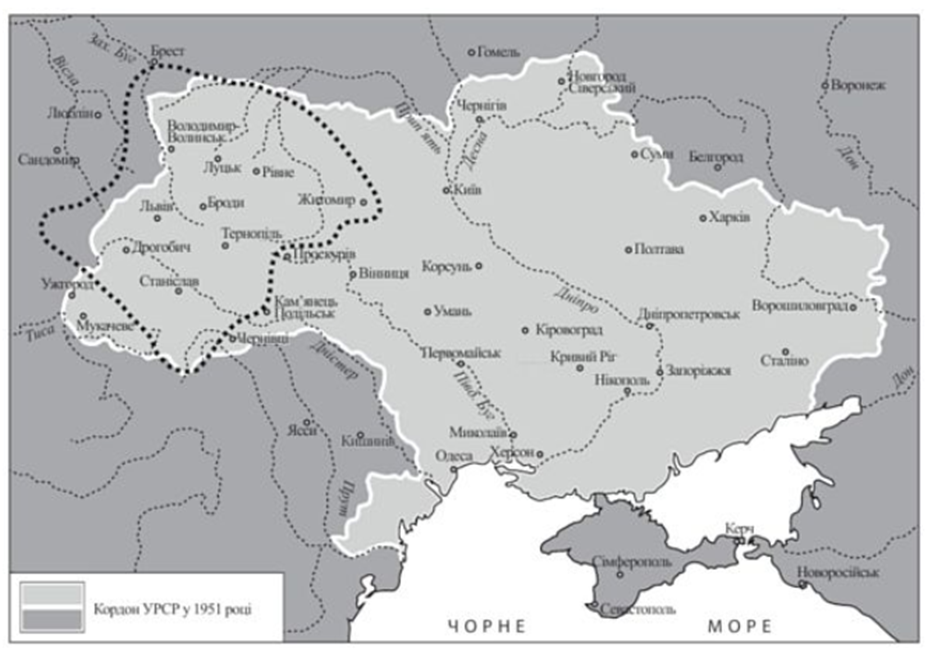 Зах. Буг
Брест
Гомель
Вісла
Новгород
Сіверський
Воронеж
Люблін
Чернігів
Прип'ять
Володимир-
Волинськ
Десна
Сандомир
Луцьк
Рівне
Суми
Белгород
Дон
Київ
Львів
Броди
Житомир
Харків
Тернопіль
Дрогобич
Проскурів
Полтава
Корсунь
Вінниця
Ужгород
Станіслав
Дніпро
Кам'янець
Подільськ
Умань
Ворошиловград
Мукачеве
Дніпропетровськ
Тиса
Чернівці
Кіровоград
Дністер
Первомайськ
Кривий Ріг
Сталіно
Запоріжжя
Нікополь
Дон
Півд. Буг
Ясси
Кишинів
Миколаїв
Херсон
Одеса
Прут
Керч
Сімферополь
Новоросійськ
Севастополь
Кордон УРСР у 1951 році
ЧОРНЕ МОРЕ